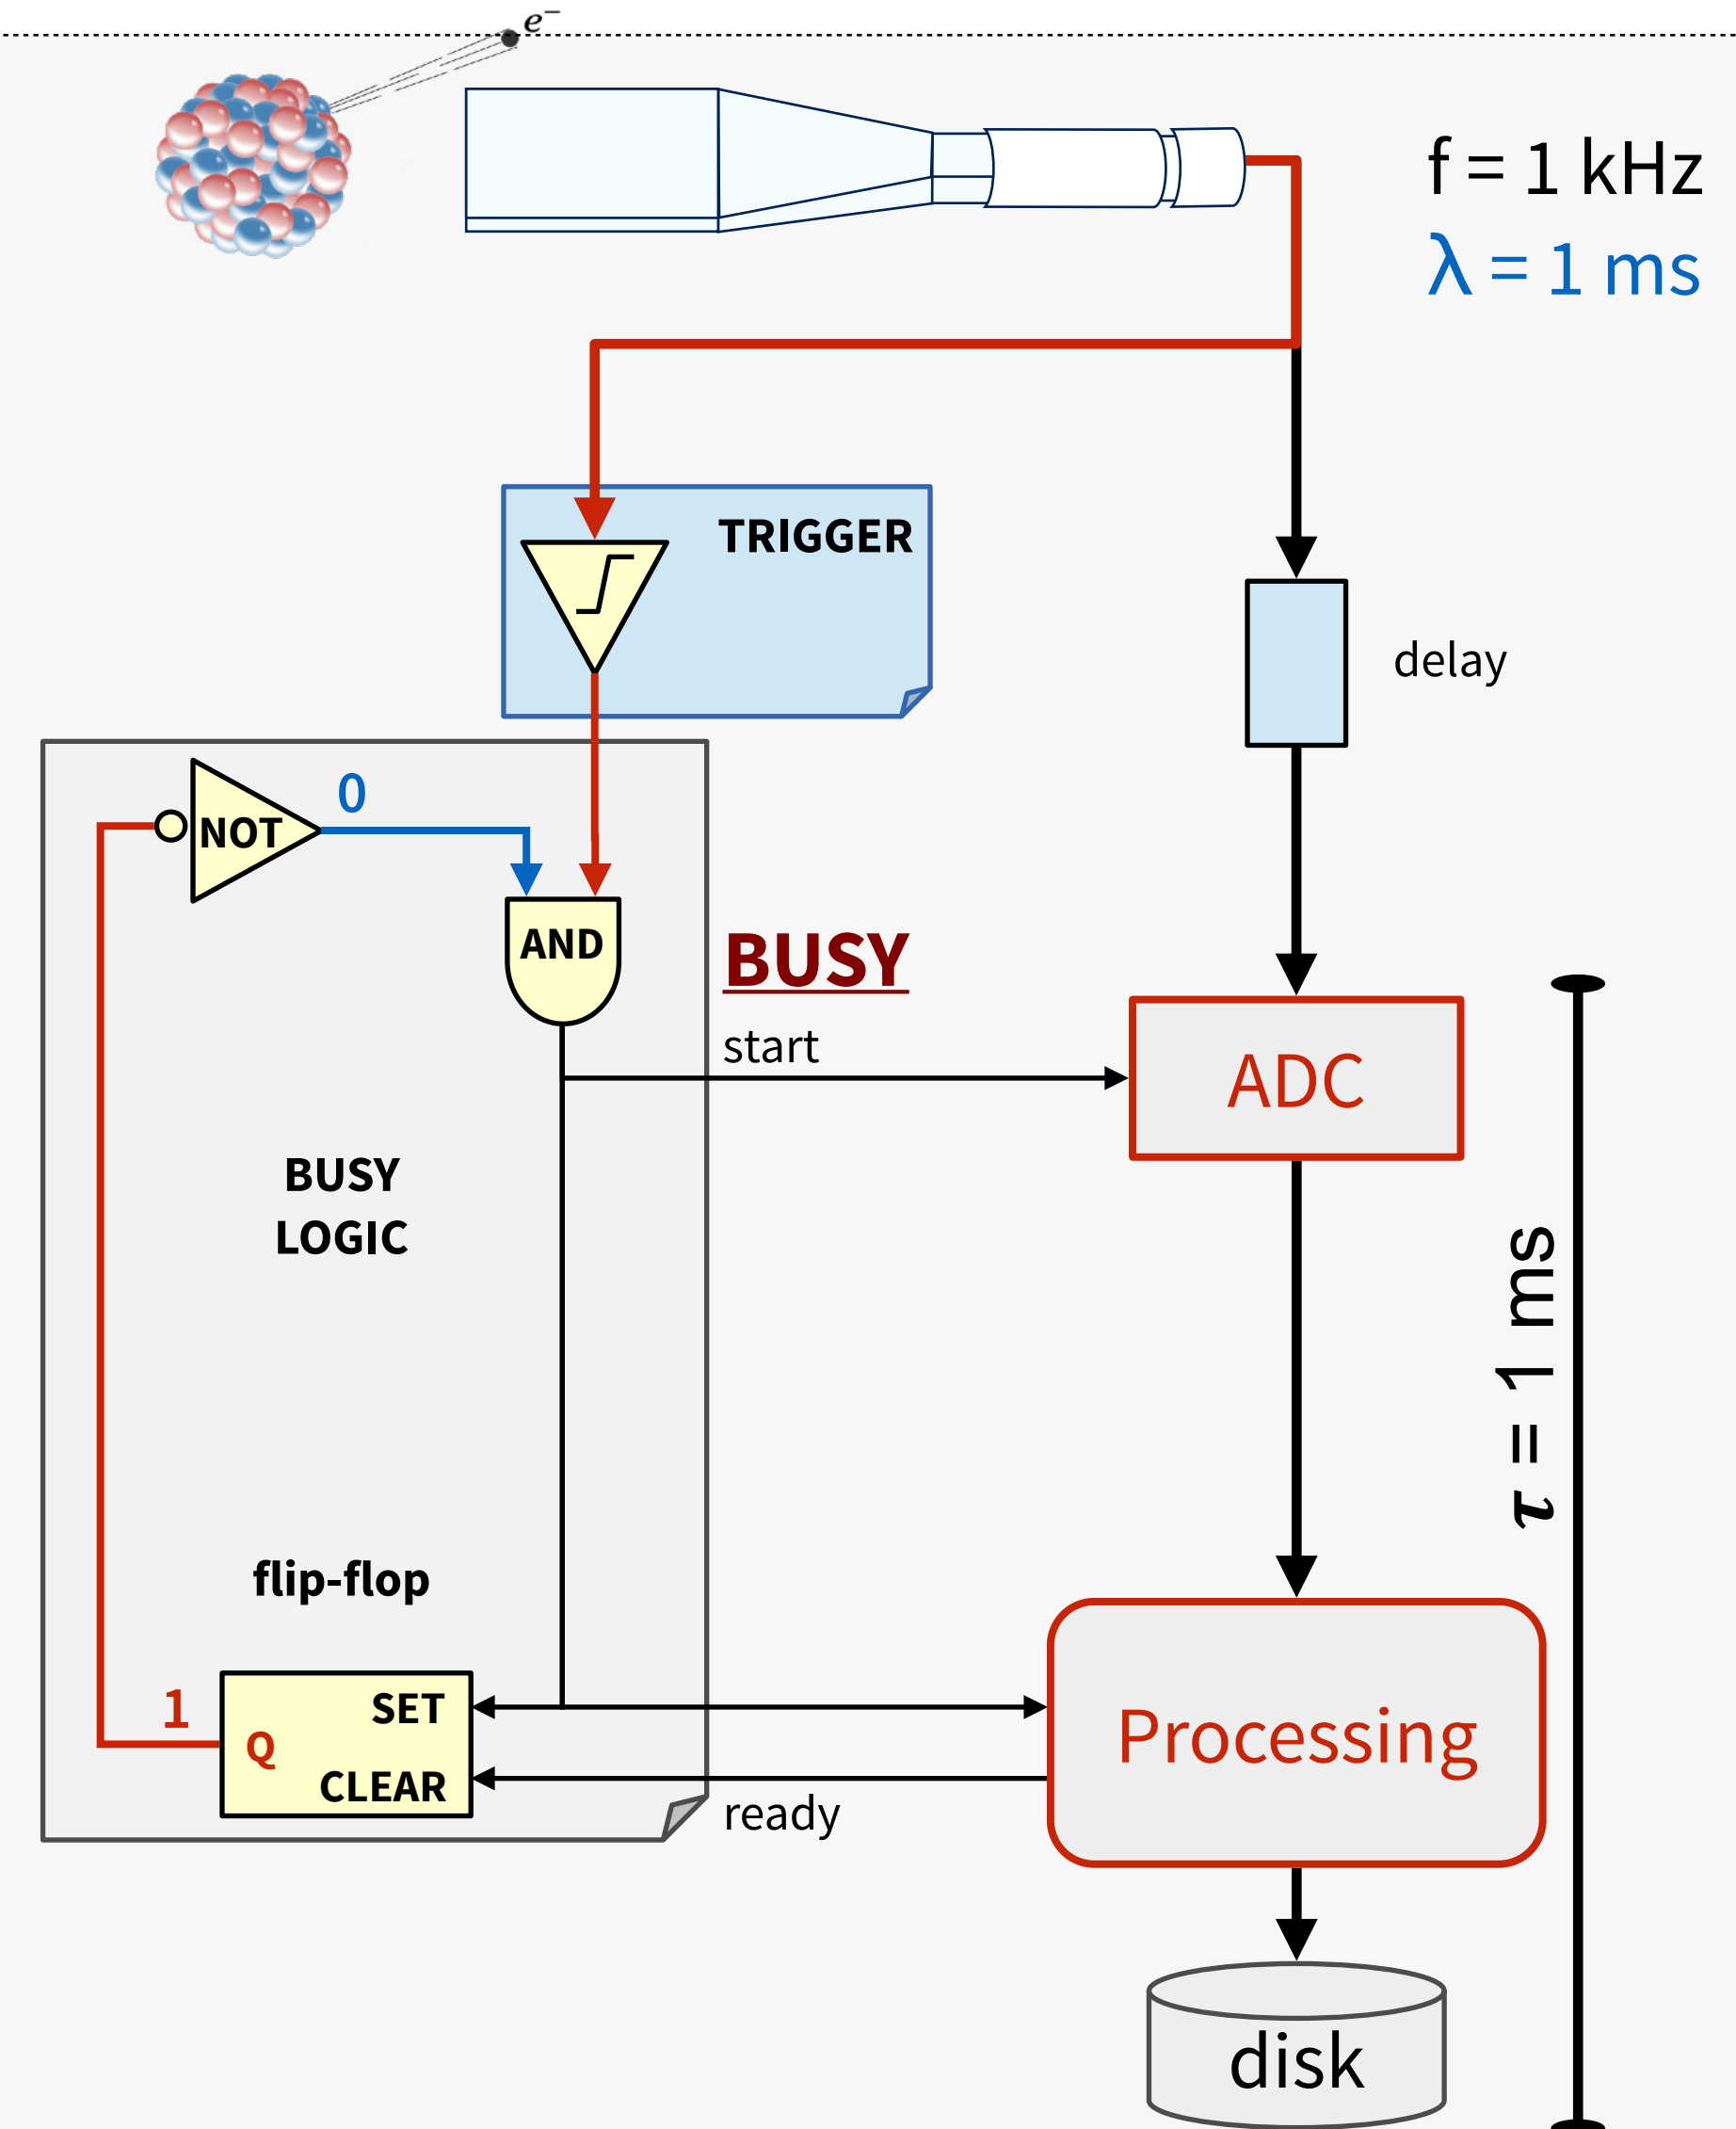 e⁻
f = 1 kHz
λ = 1 ms
TRIGGER
delay
0
NOT
AND
BUSY
start
ADC
BUSY
LOGIC
τ = 1 ms
flip-flop
1
SET
Q
CLEAR
Processing
ready
disk